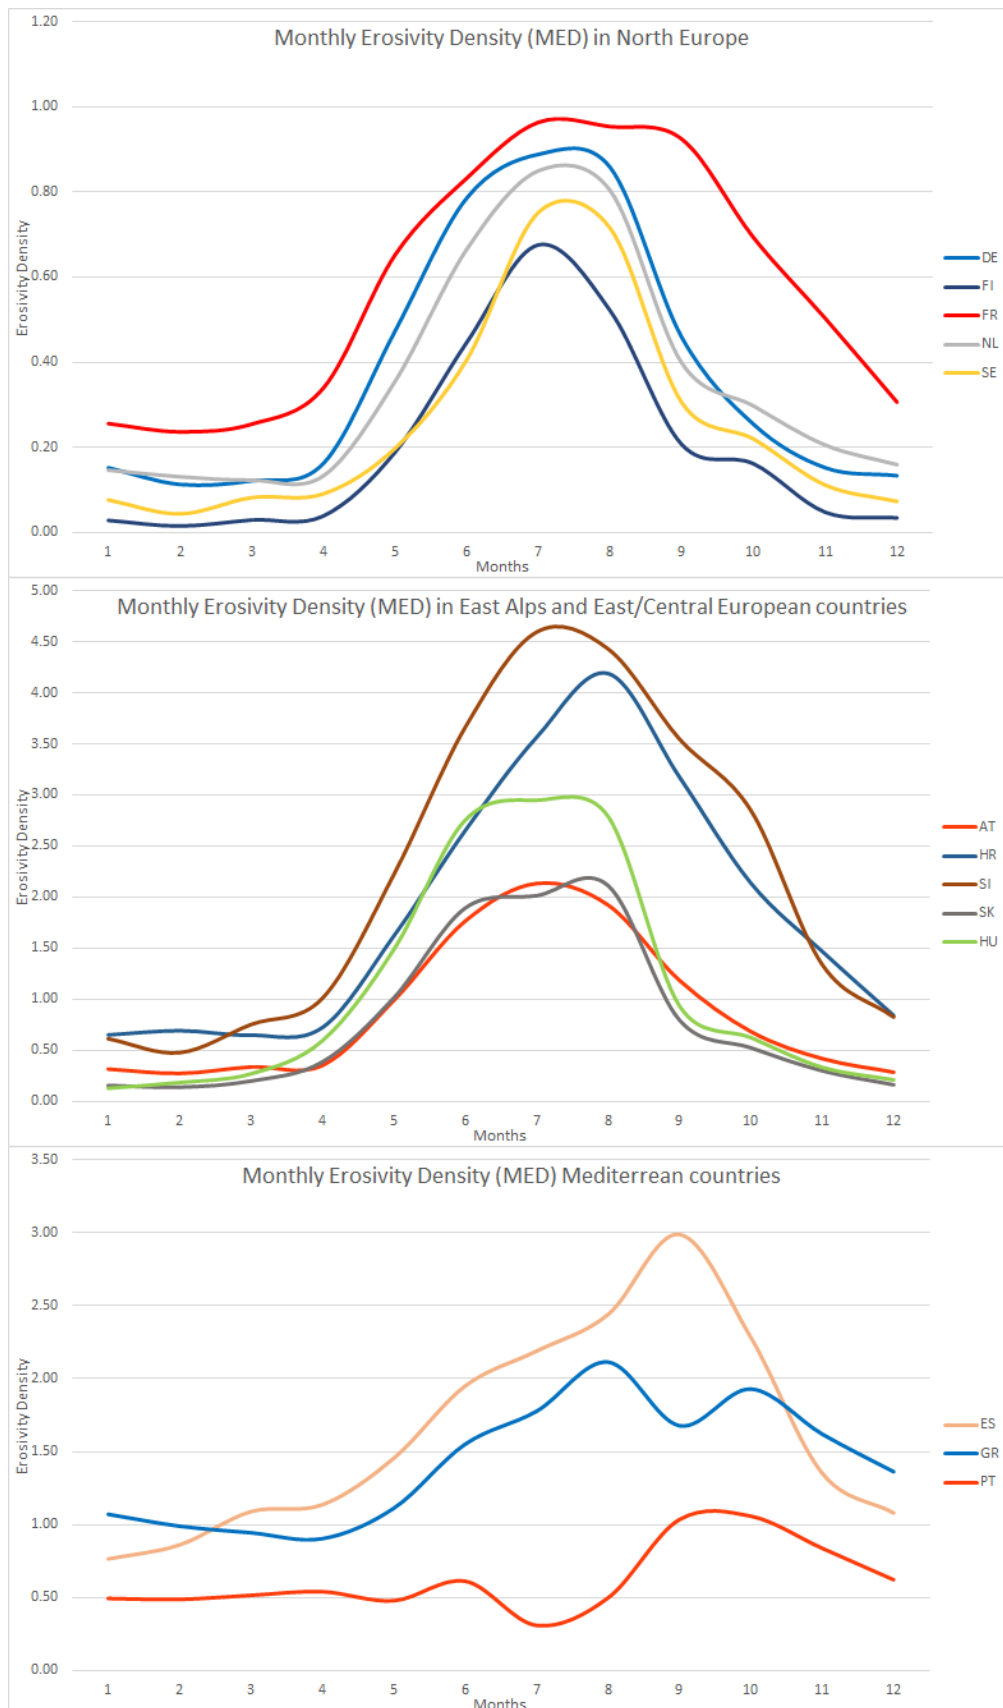 Monthly Erosivity Density (MED) in North Europe
1.20
1.00
0.80
0.60
0.40
0.20
0.00
Erosivity Density
1 2 3 4 5 6 7 8 9 10 11 12
Months
DE
FI
FR
NL
SE
Monthly Erosivity Density (MED) in East Alps and East/Central European countries
5.00
4.50
4.00
3.50
3.00
2.50
2.00
1.50
1.00
0.50
0.00
Erosivity Density
1 2 3 4 5 6 7 8 9 10 11 12
Months
AT
HR
SI
SK
HU
Monthly Erosivity Density (MED) Mediterrean countries
3.50
3.00
2.50
2.00
1.50
1.00
0.50
0.00
Erosivity Density
1 2 3 4 5 6 7 8 9 10 11 12
Months
ES
GR
PT